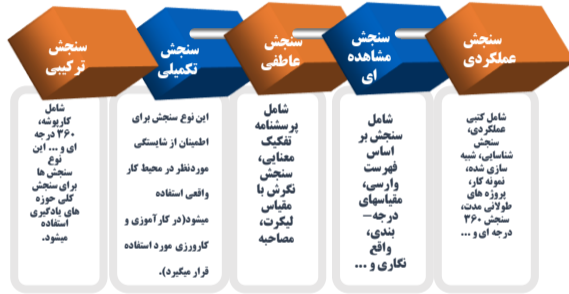 سنجش
عملکردی
شامل کتبی
عملکردی،
سنجش
شناسایی، شبیه
سازی شده،
نمونه کار،
پروژه های
طولانی مدت،
سنجش ۳۶۰
درجه ای و ...
سنجش
مشاهده
ای
شامل
سنجش بر
اساس
فهرست
وارسی،
مقیاسهای
درجه–
بندی،
واقع
نگاری و ...
سنجش
عاطفی
شامل
پرسشنامه
تفکیک
معنایی،
سنجش
نگرش با
مقیاس
لیکرت،
مصاحبه
سنجش
تکمیلی
این نوع سنجش برای
اطمینان از شایستگی
موردنظر در محیط کار
واقعی استفاده
میشود(در کارآموزی و
کارورزی مورد استفاده
قرار میگیرد).
سنجش
ترکیبی
شامل
کارپوشه،
۳۶۰ درجه
ای و ... این
نوع
سنجش ها
برای سنجش
کلی حوزه
های یادگیری
استفاده
میشود.